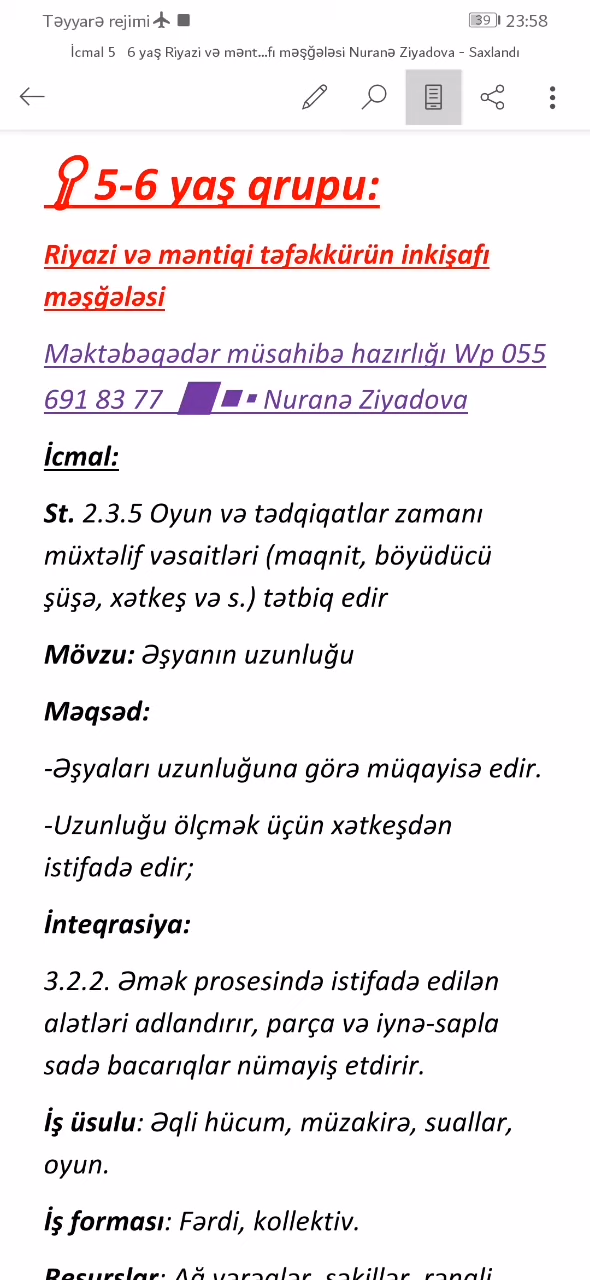 Təyyarə rejimi 39 23:58
İcmal 5 6 yaş Riyazi və mənt...fı məşğələsi Nuranə Ziyadova - Saxlandı
5-6 yaş qrupu:
Riyazi və məntiqi təfəkkürün inkişafı
məşğələsi
Məktəbəqədər müsahibə hazırlığı Wp 055
691 83 77 Nuranə Ziyadova
İcmal:
St. 2.3.5 Oyun və tədqiqatlar zamanı
müxtəlif vəsaitləri (maqnit, böyüdücü
şüşə, xətkeş və s.) tətbiq edir
Mövzu: Əşyanın uzunluğu
Məqsəd:
-Əşyaları uzunluğuna görə müqayisə edir.
-Uzunluğu ölçmək üçün xətkeşdən
istifadə edir;
İnteqrasiya:
3.2.2. Əmək prosesində istifadə edilən
alətləri adlandırır, parça və iynə-sapla
sadə bacarıqlar nümayiş etdirir.
İş üsulu: Əqli hücum, müzakirə, suallar,
oyun.
İş forması: Fərdi, kollektiv.
Resurslar: Ağ vərəqlər, şəkillər, rəngli